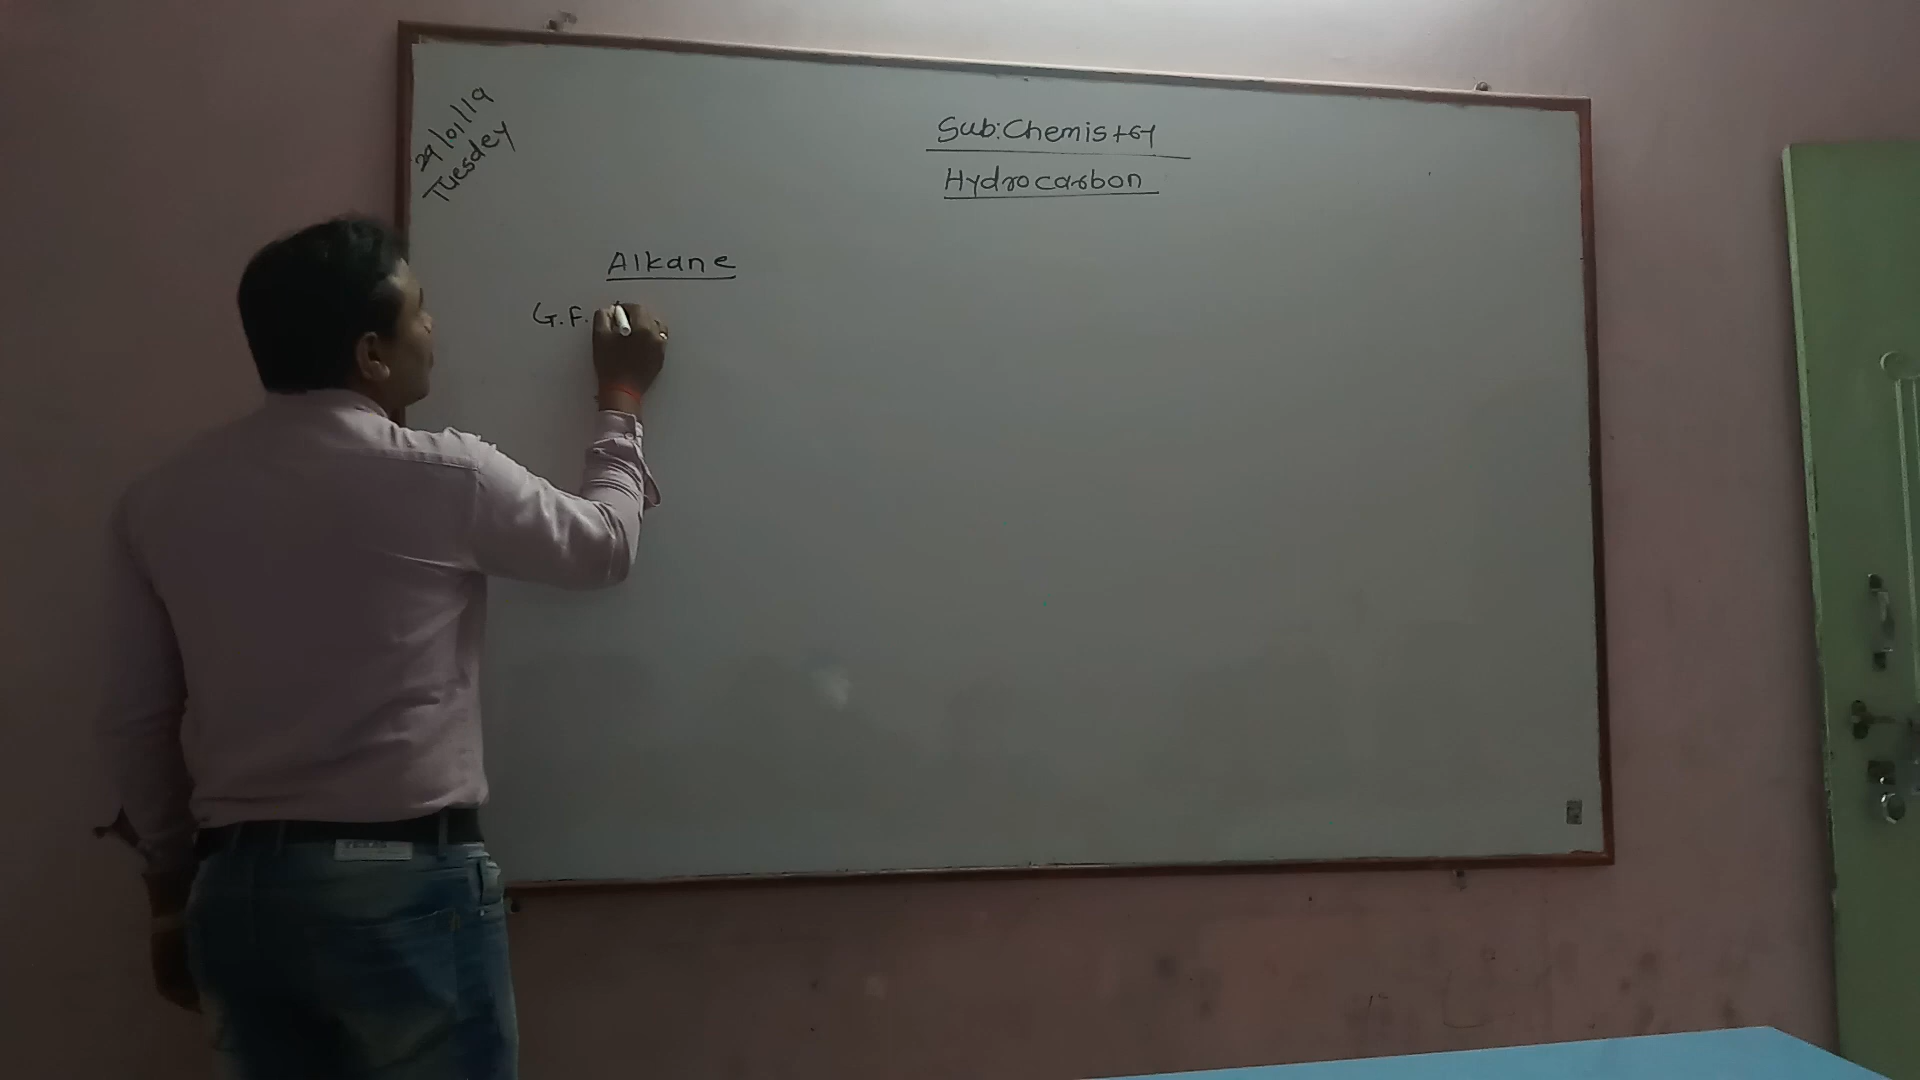 29/01/19
Tuesdey
Sub: Chemistry
Hydrocarbon
Alkane
G.F.